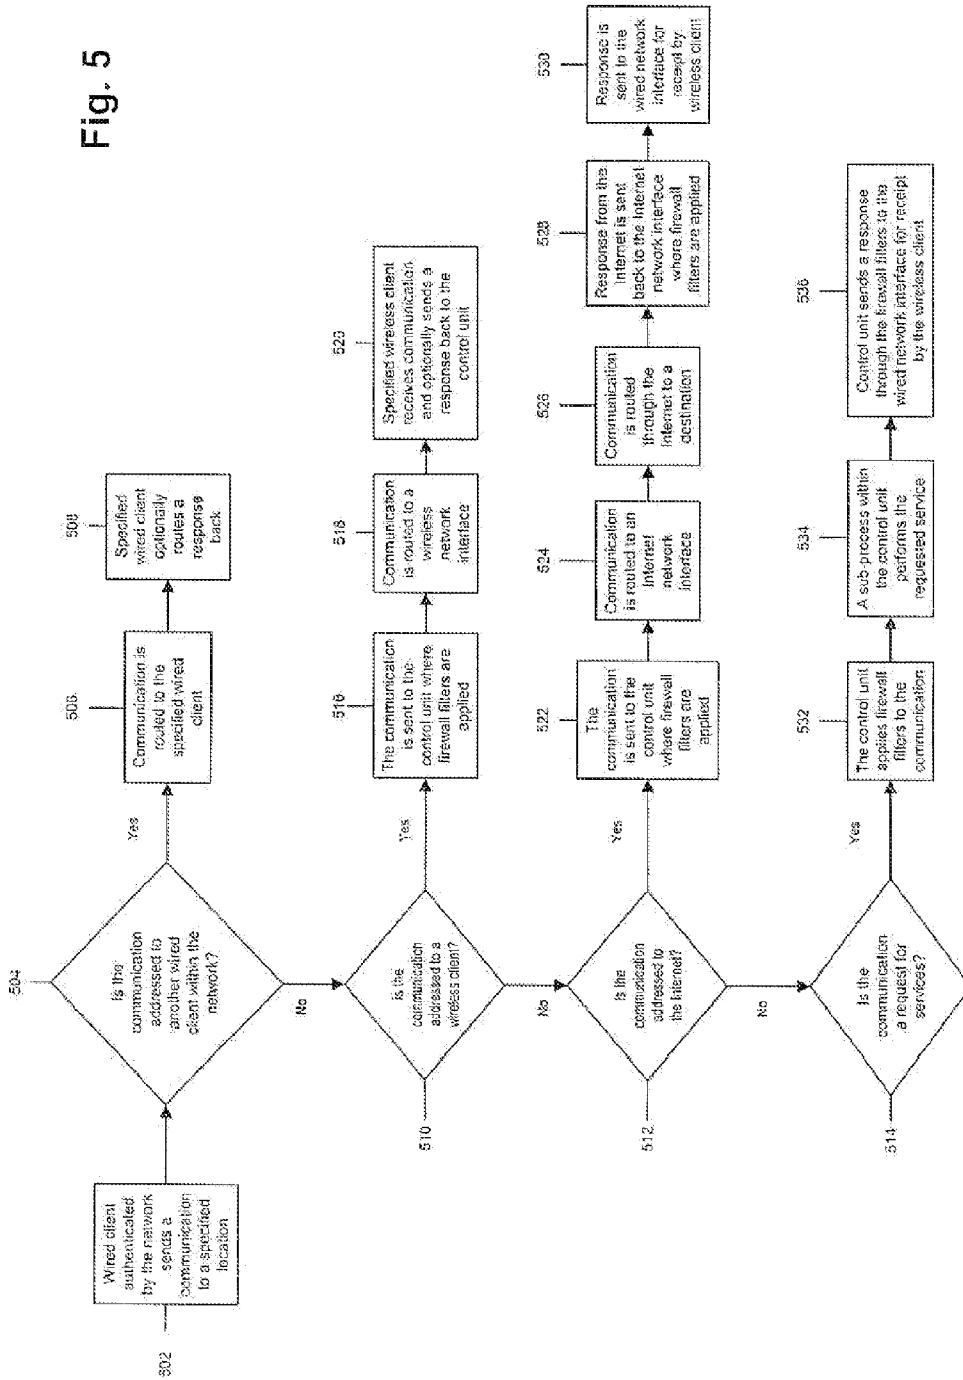 Fig. 5
502
Wired client
authenticated
by the network
sends a
communication
to a specified
location
504
Is the
communication
addressed to
another wired
client within the
network?
Yes
506
Communication is
routed to the
specified wired
client
508
Specified
wired client
optionally
routes a
response
back
No
510
Is the
communication
addressed to a
wireless client?
Yes
516
The communication
is sent to the
control unit where
firewall filters are
applied
518
Communication
is routed to a
wireless
network
interface
520
Specified wireless client
receives communication
and optionally sends a
response back to the
control unit
No
512
Is the
communication
addressed to
the Internet?
Yes
522
The
communication
is sent to the
control unit
where firewall
filters are
applied
524
Communication
is routed to an
Internet
network
interface
526
Communication
is routed
through the
Internet to a
destination
528
Response from the
Internet is sent
back to the Internet
network interface
where firewall
filters are applied
530
Response is
sent to the
wired network
interface for
receipt by
wireless client
No
514
Is the
communication
a request for
services?
Yes
532
The control unit
applies firewall
filters to the
communication
534
A sub-process within
the control unit
performs the
requested service
536
Control unit sends a response
through the firewall filters to the
wired network interface for receipt
by the wireless client